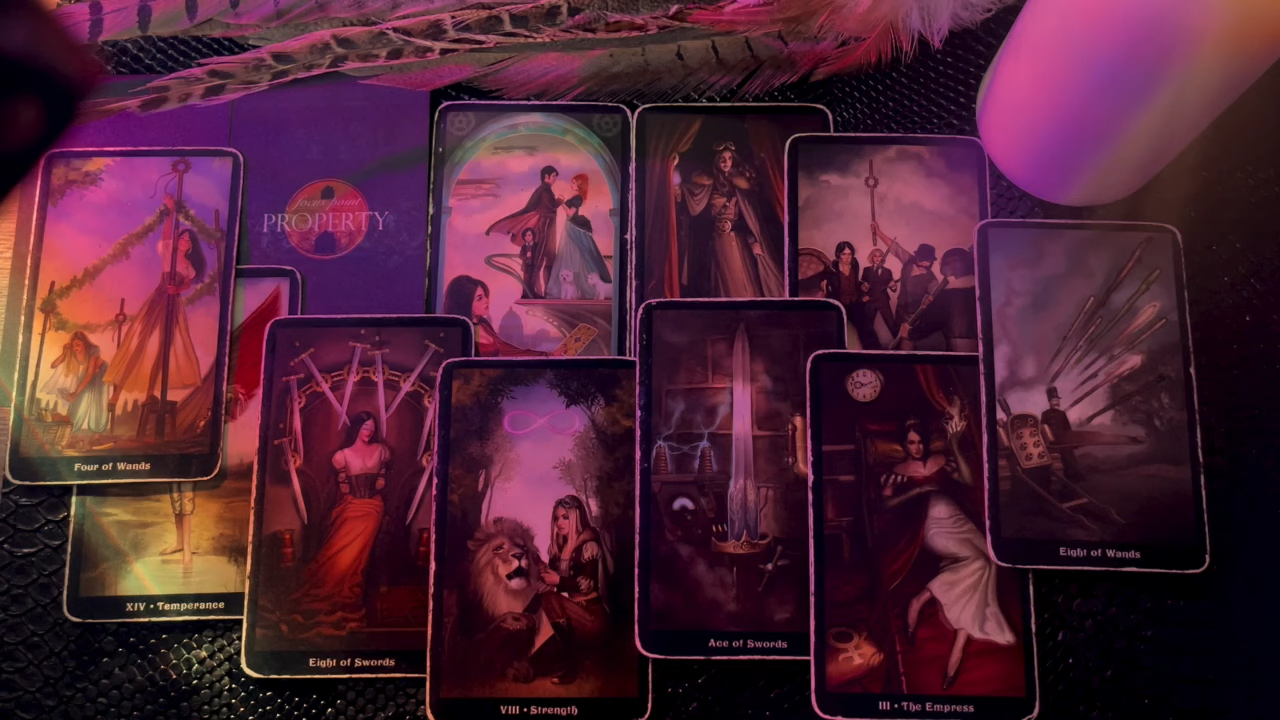 focus point
PROPERTY
Four of Wands
XIV • Temperance
Eight of Swords
VIII • Strength
Ace of Swords
III • The Empress
Eight of Wands